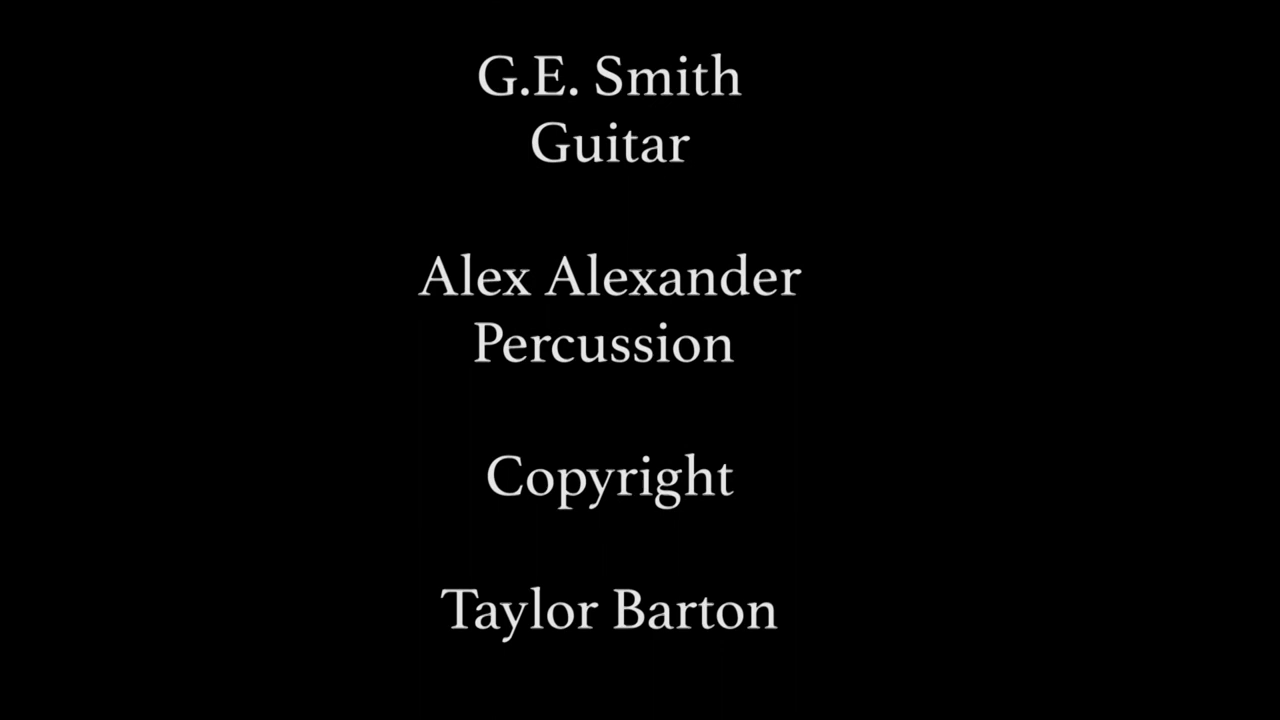 G.E. Smith
Guitar
Alex Alexander
Percussion
Copyright
Taylor Barton